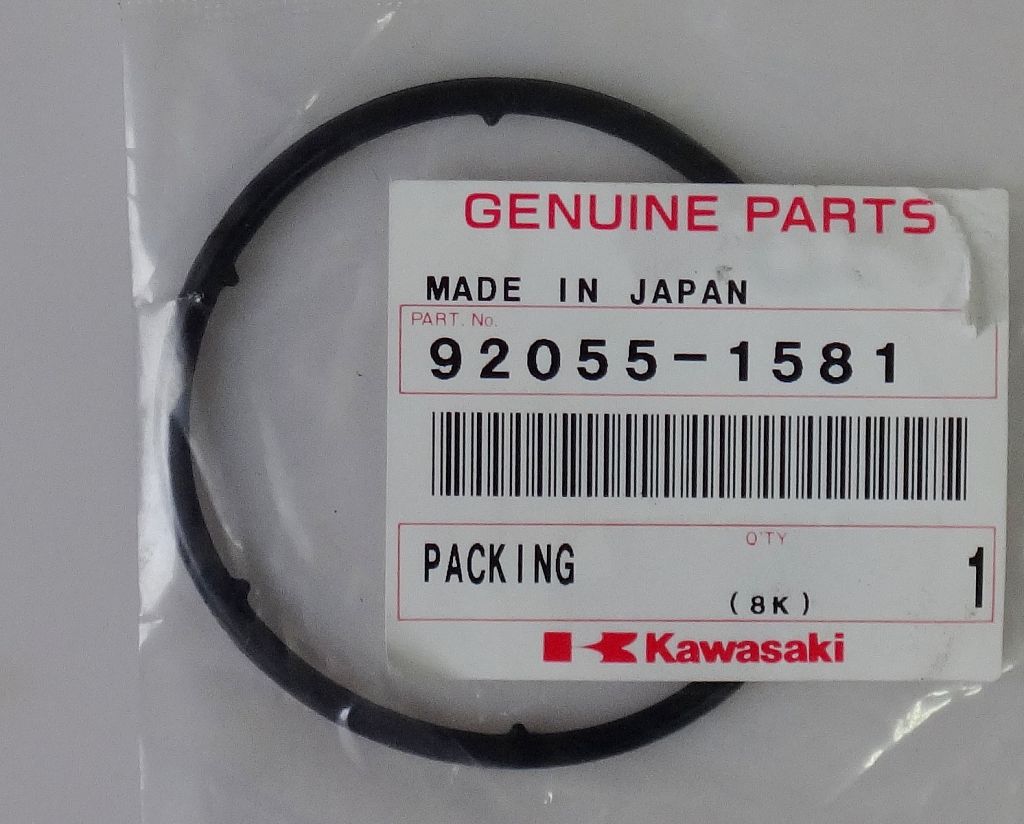 GENUINE PARTS
MADE IN JAPAN
PART. No.
92055-1581
Q'TY
PACKING 1
(8K)
Kawasaki